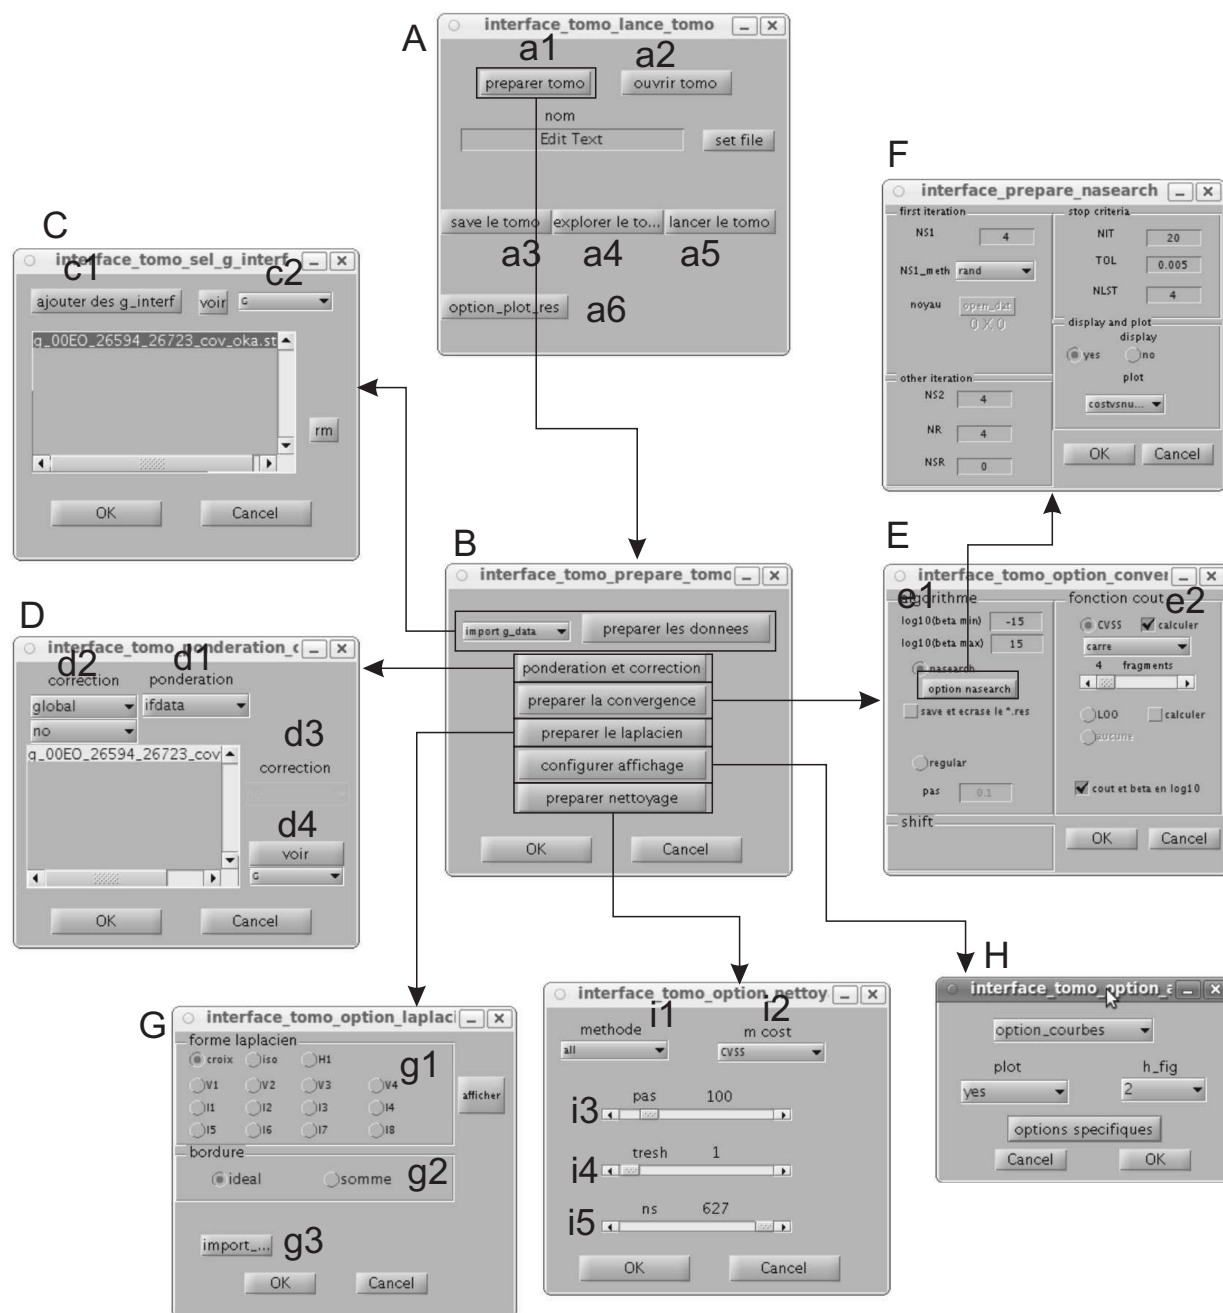 A
interface_tomo_lance_tomo
a1
a2
preparer tomo
ouvrir tomo
nom
Edit Text
set file
save le tomo
explorer le to...
lancer le tomo
a3
a4
a5
option_plot_res
a6
C
interface_tomo_sel_g_interf
c1
c2
ajouter des g_interf
voir
G
g_00EO_26594_26723_cov_oka.st
rm
OK
Cancel
F
interface_prepare_nasearch
first iteration
NS1
4
NS1_meth
rand
noyau
open_dat
0 X 0
other iteration
NS2
4
NR
4
NSR
0
stop criteria
NIT
20
TOL
0.005
NLST
4
display and plot
display
yes
no
plot
costvsnu...
OK
Cancel
B
interface_tomo_prepare_tomo
import g_data
preparer les donnees
ponderation et correction
preparer la convergence
preparer le laplacien
configurer affichage
preparer nettoyage
OK
Cancel
D
interface_tomo_ponderation_c
d2
d1
correction
ponderation
global
ifdata
no
g_00EO_26594_26723_cov
d3
correction
d4
voir
G
OK
Cancel
E
interface_tomo_option_conver
e1
algorithme
log10(beta min)
-15
log10(beta max)
15
nasearch
option nasearch
save et ecrase le *.res
regular
pas
0.1
shift
fonction cout
e2
CVSS
calculer
carre
4
fragments
LOO
calculer
aucune
cout et beta en log10
OK
Cancel
G
interface_tomo_option_laplaci
forme laplacien
croix
iso
H1
g1
V1
V2
V3
V4
I1
I2
I3
I4
I5
I6
I7
I8
afficher
bordure
ideal
somme
g2
import_...
g3
OK
Cancel
interface_tomo_option_nettoy
i1
i2
methode
m cost
all
CVSS
i3
pas
100
i4
tresh
1
i5
ns
627
OK
Cancel
H
interface_tomo_option_a
option_courbes
plot
h_fig
yes
2
options specifiques
Cancel
OK